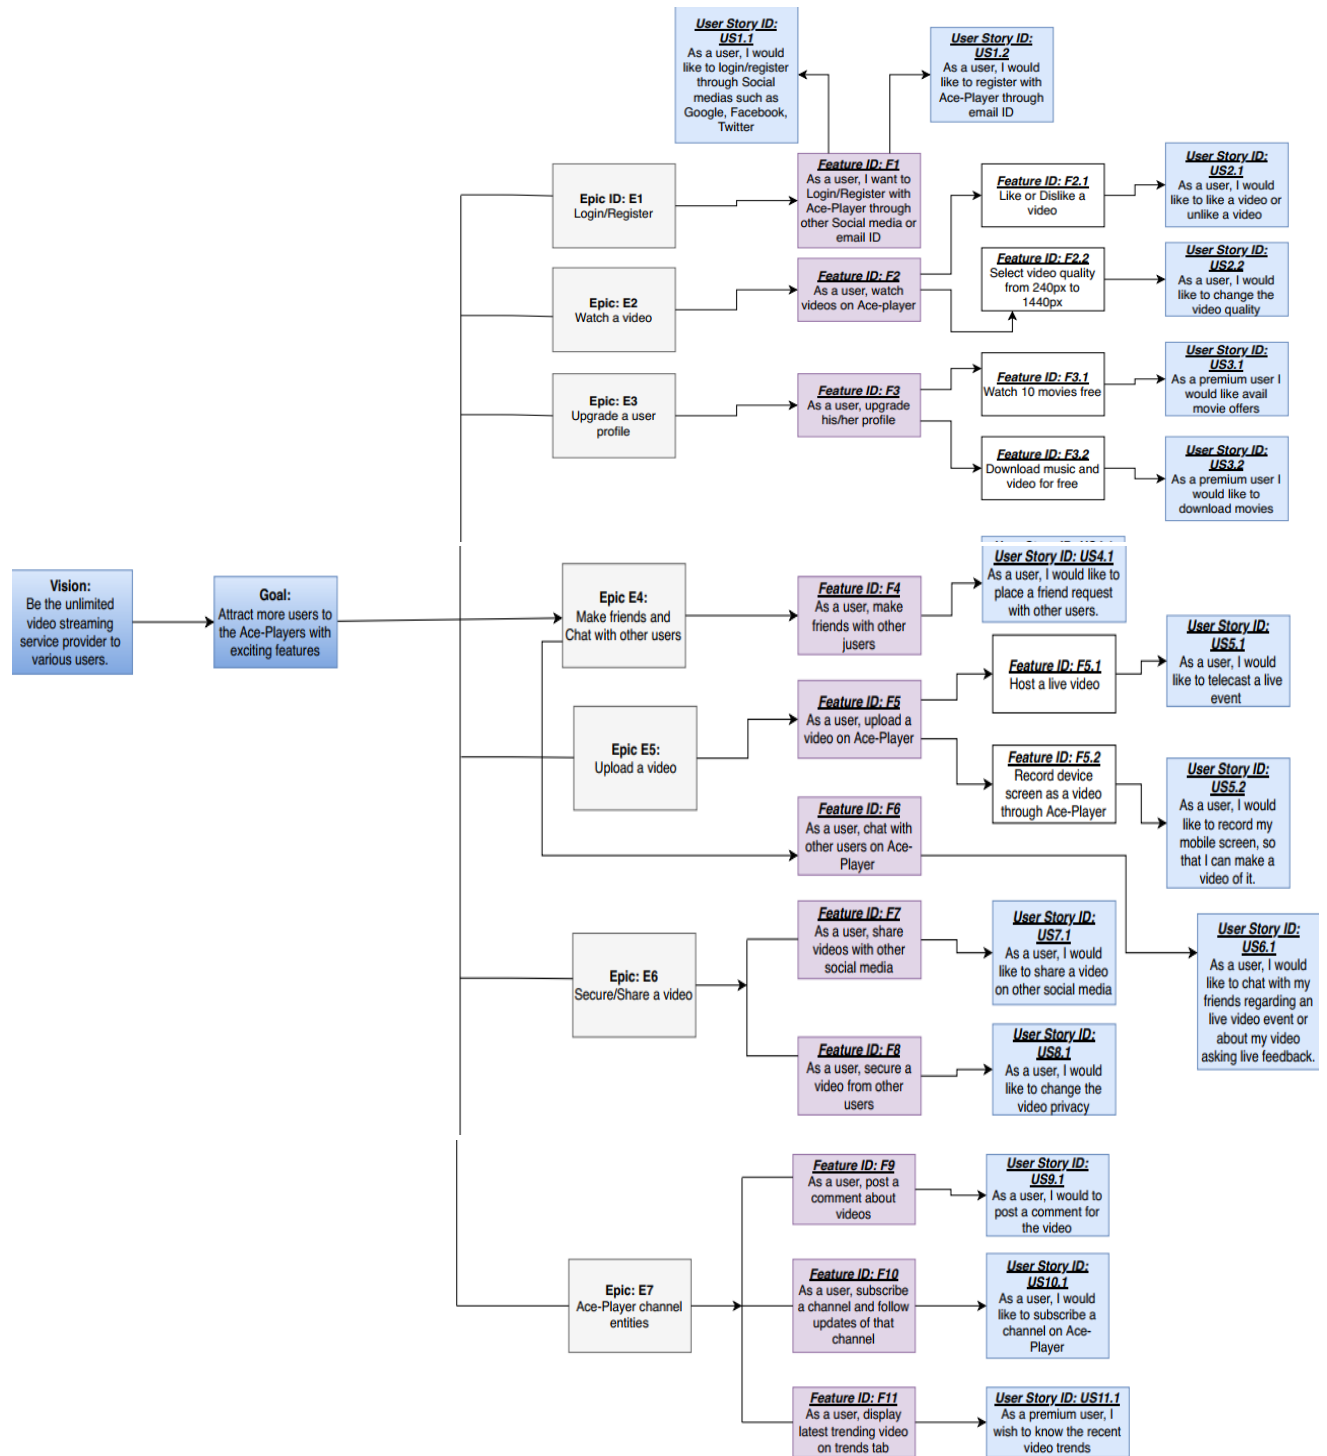 User Story ID:
US1.1
As a user, I would
like to login/register
through Social
medias such as
Google, Facebook,
Twitter
User Story ID:
US1.2
As a user, I would
like to register with
Ace-Player through
email ID
Epic ID: E1
Login/Register
Feature ID: F1
As a user, I want to
Login/Register with
Ace-Player through
other Social media or
email ID
Feature ID: F2.1
Like or Dislike a
video
User Story ID:
US2.1
As a user, I would
like to like a video or
unlike a video
Epic: E2
Watch a video
Feature ID: F2
As a user, watch
videos on Ace-player
Feature ID: F2.2
Select video quality
from 240px to
1440px
User Story ID:
US2.2
As a user, I would
like to change the
video quality
Epic: E3
Upgrade a user
profile
Feature ID: F3
As a user, upgrade
his/her profile
Feature ID: F3.1
Watch 10 movies free
User Story ID:
US3.1
As a premium user I
would like avail
movie offers
Feature ID: F3.2
Download music and
video for free
User Story ID:
US3.2
As a premium user I
would like to
download movies
Vision:
Be the unlimited
video streaming
service provider to
various users.
Goal:
Attract more users to
the Ace-Players with
exciting features
Epic E4:
Make friends and
Chat with other users
Feature ID: F4
As a user, make
friends with other
jusers
User Story ID: US4.1
As a user, I would like to
place a friend request
with other users.
Epic E5:
Upload a video
Feature ID: F5
As a user, upload a
video on Ace-Player
Feature ID: F5.1
Host a live video
User Story ID:
US5.1
As a user, I would
like to telecast a live
event
Feature ID: F5.2
Record device
screen as a video
through Ace-Player
User Story ID:
US5.2
As a user, I would
like to record my
mobile screen, so
that I can make a
video of it.
Feature ID: F6
As a user, chat with
other users on Ace-
Player
User Story ID:
US6.1
As a user, I would
like to chat with my
friends regarding an
live video event or
about my video
asking live feedback.
Epic: E6
Secure/Share a video
Feature ID: F7
As a user, share
videos with other
social media
User Story ID:
US7.1
As a user, I would
like to share a video
on other social media
Feature ID: F8
As a user, secure a
video from other
users
User Story ID:
US8.1
As a user, I would
like to change the
video privacy
Epic: E7
Ace-Player channel
entities
Feature ID: F9
As a user, post a
comment about
videos
User Story ID:
US9.1
As a user, I would to
post a comment for
the video
Feature ID: F10
As a user, subscribe
a channel and follow
updates of that
channel
User Story ID:
US10.1
As a user, I would
like to subscribe a
channel on Ace-
Player
Feature ID: F11
As a user, display
latest trending video
on trends tab
User Story ID: US11.1
As a premium user, I
wish to know the recent
video trends